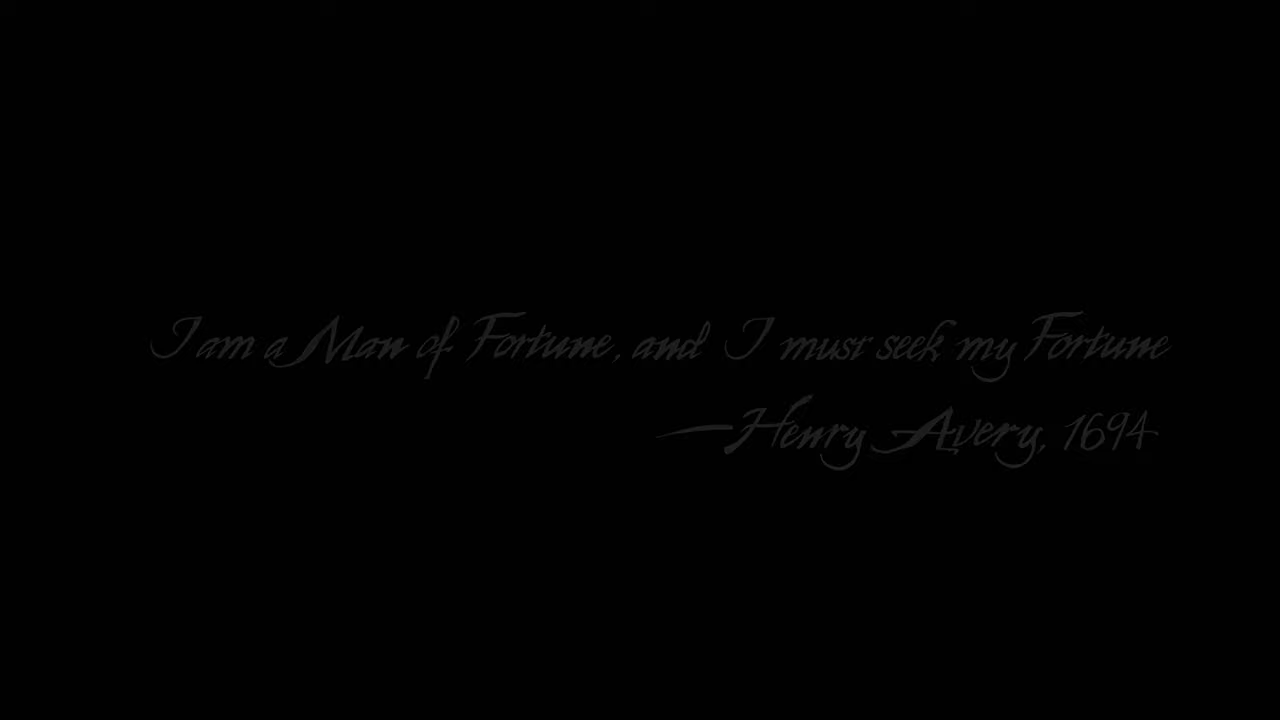 I am a Man of Fortune, and I must seek my Fortune
—Henry Avery, 1694